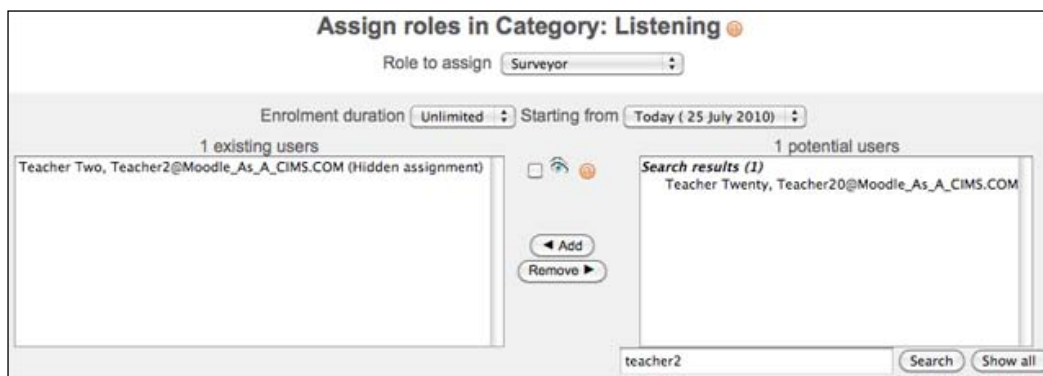 Assign roles in Category: Listening
Role to assign Surveyor
Enrolment duration Unlimited Starting from Today ( 25 July 2010)
1 existing users
Teacher Two, Teacher2@Moodle_As_A_CIMS.COM (Hidden assignment)
◄ Add
Remove ►
1 potential users
Search results (1)
Teacher Twenty, Teacher20@Moodle_As_A_CIMS.COM
teacher2 Search Show all